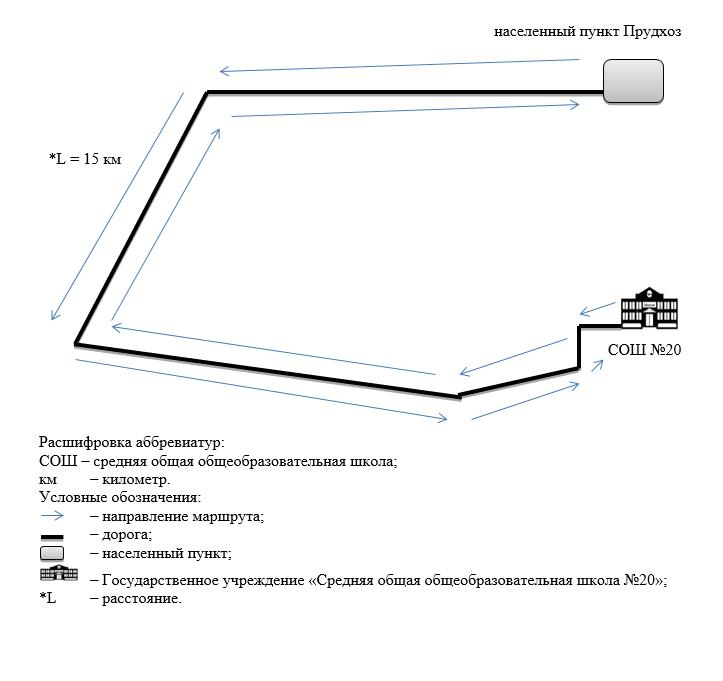 населенный пункт Прудхоз
*L = 15 км
СОШ №20
Расшифровка аббревиатур:
СОШ – средняя общая общеобразовательная школа;
км – километр.
Условные обозначения:
– направление маршрута;
– дорога;
– населенный пункт;
– Государственное учреждение «Средняя общая общеобразовательная школа №20»;
*L – расстояние.